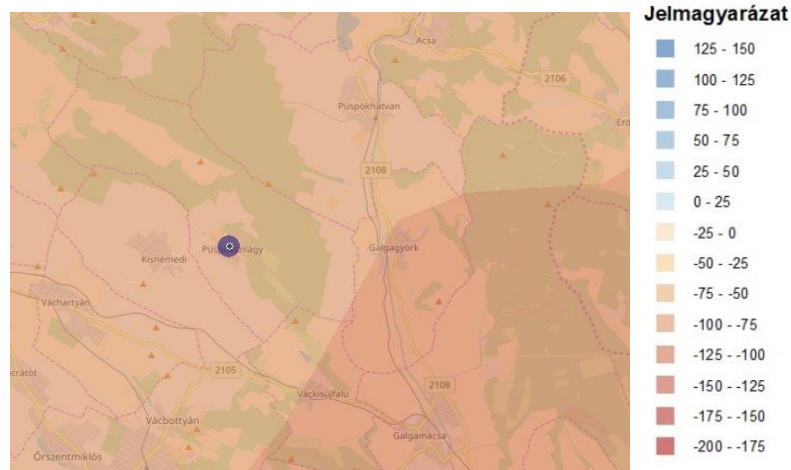 Jelmagyarázat
125 - 150
100 - 125
75 - 100
50 - 75
25 - 50
0 - 25
-25 - 0
-50 - -25
-75 - -50
-100 - -75
-125 - -100
-150 - -125
-175 - -150
-200 - -175
Acsa
2106
Püspökhatvan
Erd
2108
Galgagyörk
Kisnémedi
Váchartyán
2105
crátót
2108
Váckisújfalu
Vácbottyán
Galgamácsa
Őrszentmiklós